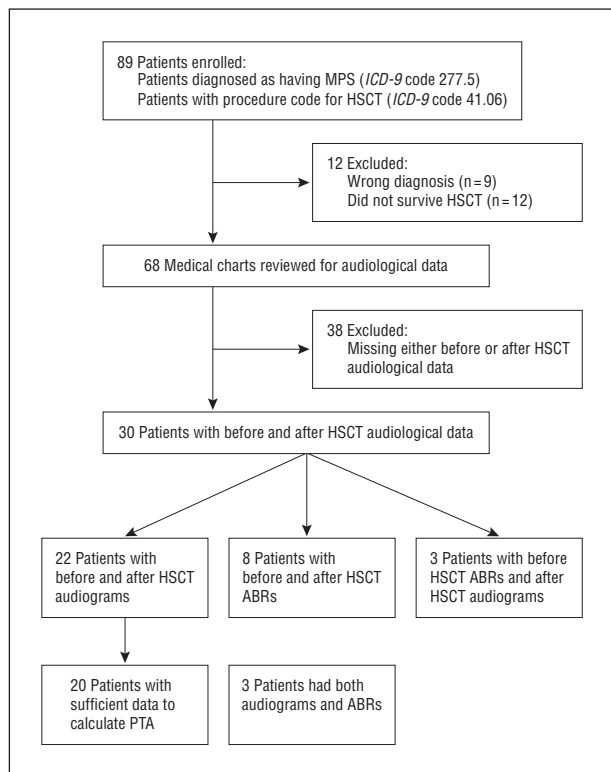 89 Patients enrolled:
Patients diagnosed as having MPS (ICD-9 code 277.5)
Patients with procedure code for HSCT (ICD-9 code 41.06)
12 Excluded:
Wrong diagnosis (n=9)
Did not survive HSCT (n=12)
68 Medical charts reviewed for audiological data
38 Excluded:
Missing either before or after HSCT
audiological data
30 Patients with before and after HSCT audiological data
22 Patients with
before and after HSCT
audiograms
8 Patients with
before and after HSCT
ABRs
3 Patients with before
HSCT ABRs and after
HSCT audiograms
20 Patients with
sufficient data to
calculate PTA
3 Patients had both
audiograms and ABRs